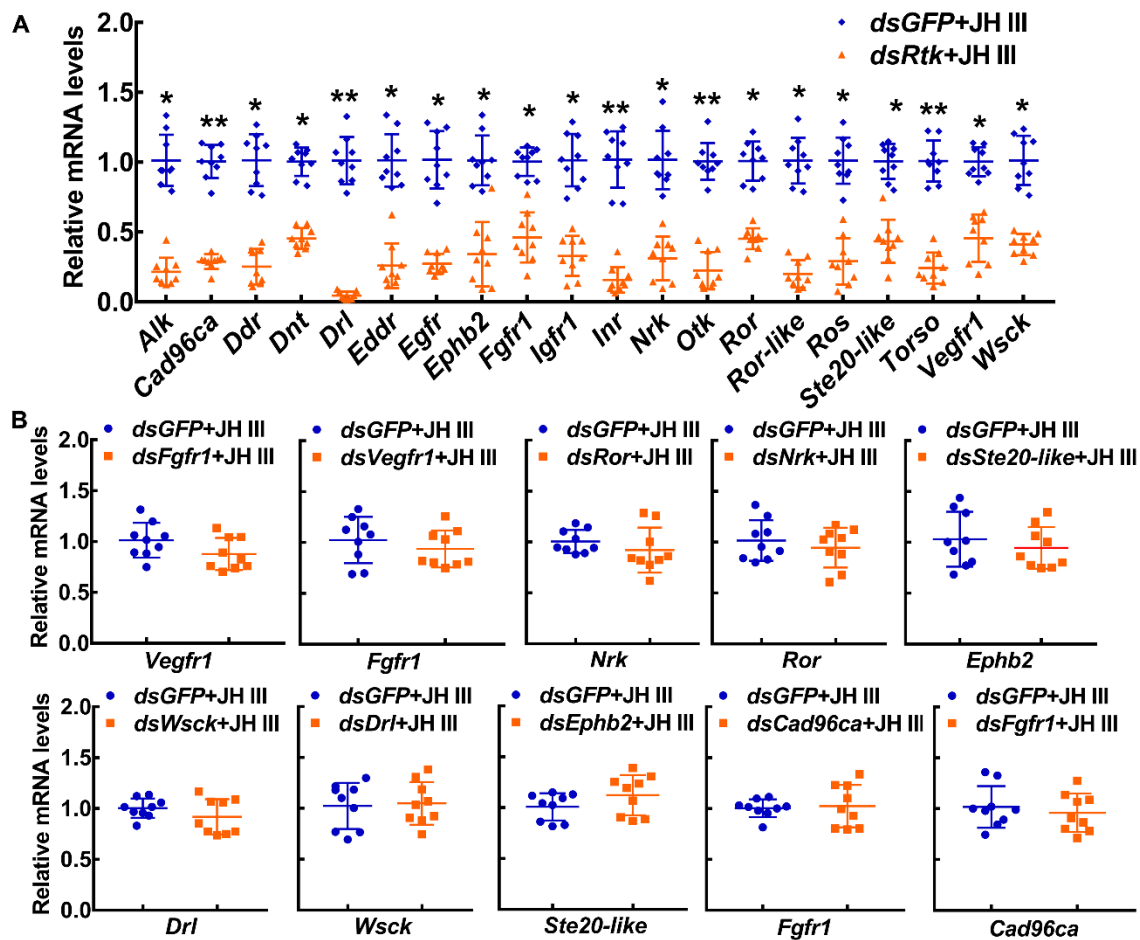 A
dsGFP+JH III
dsRtk+JH III
Relative mRNA levels
1.5
1.0
0.5
0.0
* ** * * ** * * * * * ** * ** * * * * ** * *
Alk Cad96ca Ddr Dnt Drl Eddr Egfr Ephb2 Fgfr1 Igfr1 Inr Nrk Otk Ror Ror-like Ros Ste20-like Torso Vegfr1 Wsck
B
dsGFP+JH III dsGFP+JH III dsGFP+JH III dsGFP+JH III dsGFP+JH III
dsFgfr1+JH III dsVegfr1+JH III dsRor+JH III dsNrk+JH III dsSte20-like+JH III
Relative mRNA levels
2.0
1.5
1.0
0.5
0.0
Vegfr1 Fgfr1 Nrk Ror Ephb2
dsGFP+JH III dsGFP+JH III dsGFP+JH III dsGFP+JH III dsGFP+JH III
dsWsck+JH III dsDrl+JH III dsEphb2+JH III dsCad96ca+JH III dsFgfr1+JH III
Relative mRNA levels
2.0
1.5
1.0
0.5
0.0
Drl Wsck Ste20-like Fgfr1 Cad96ca